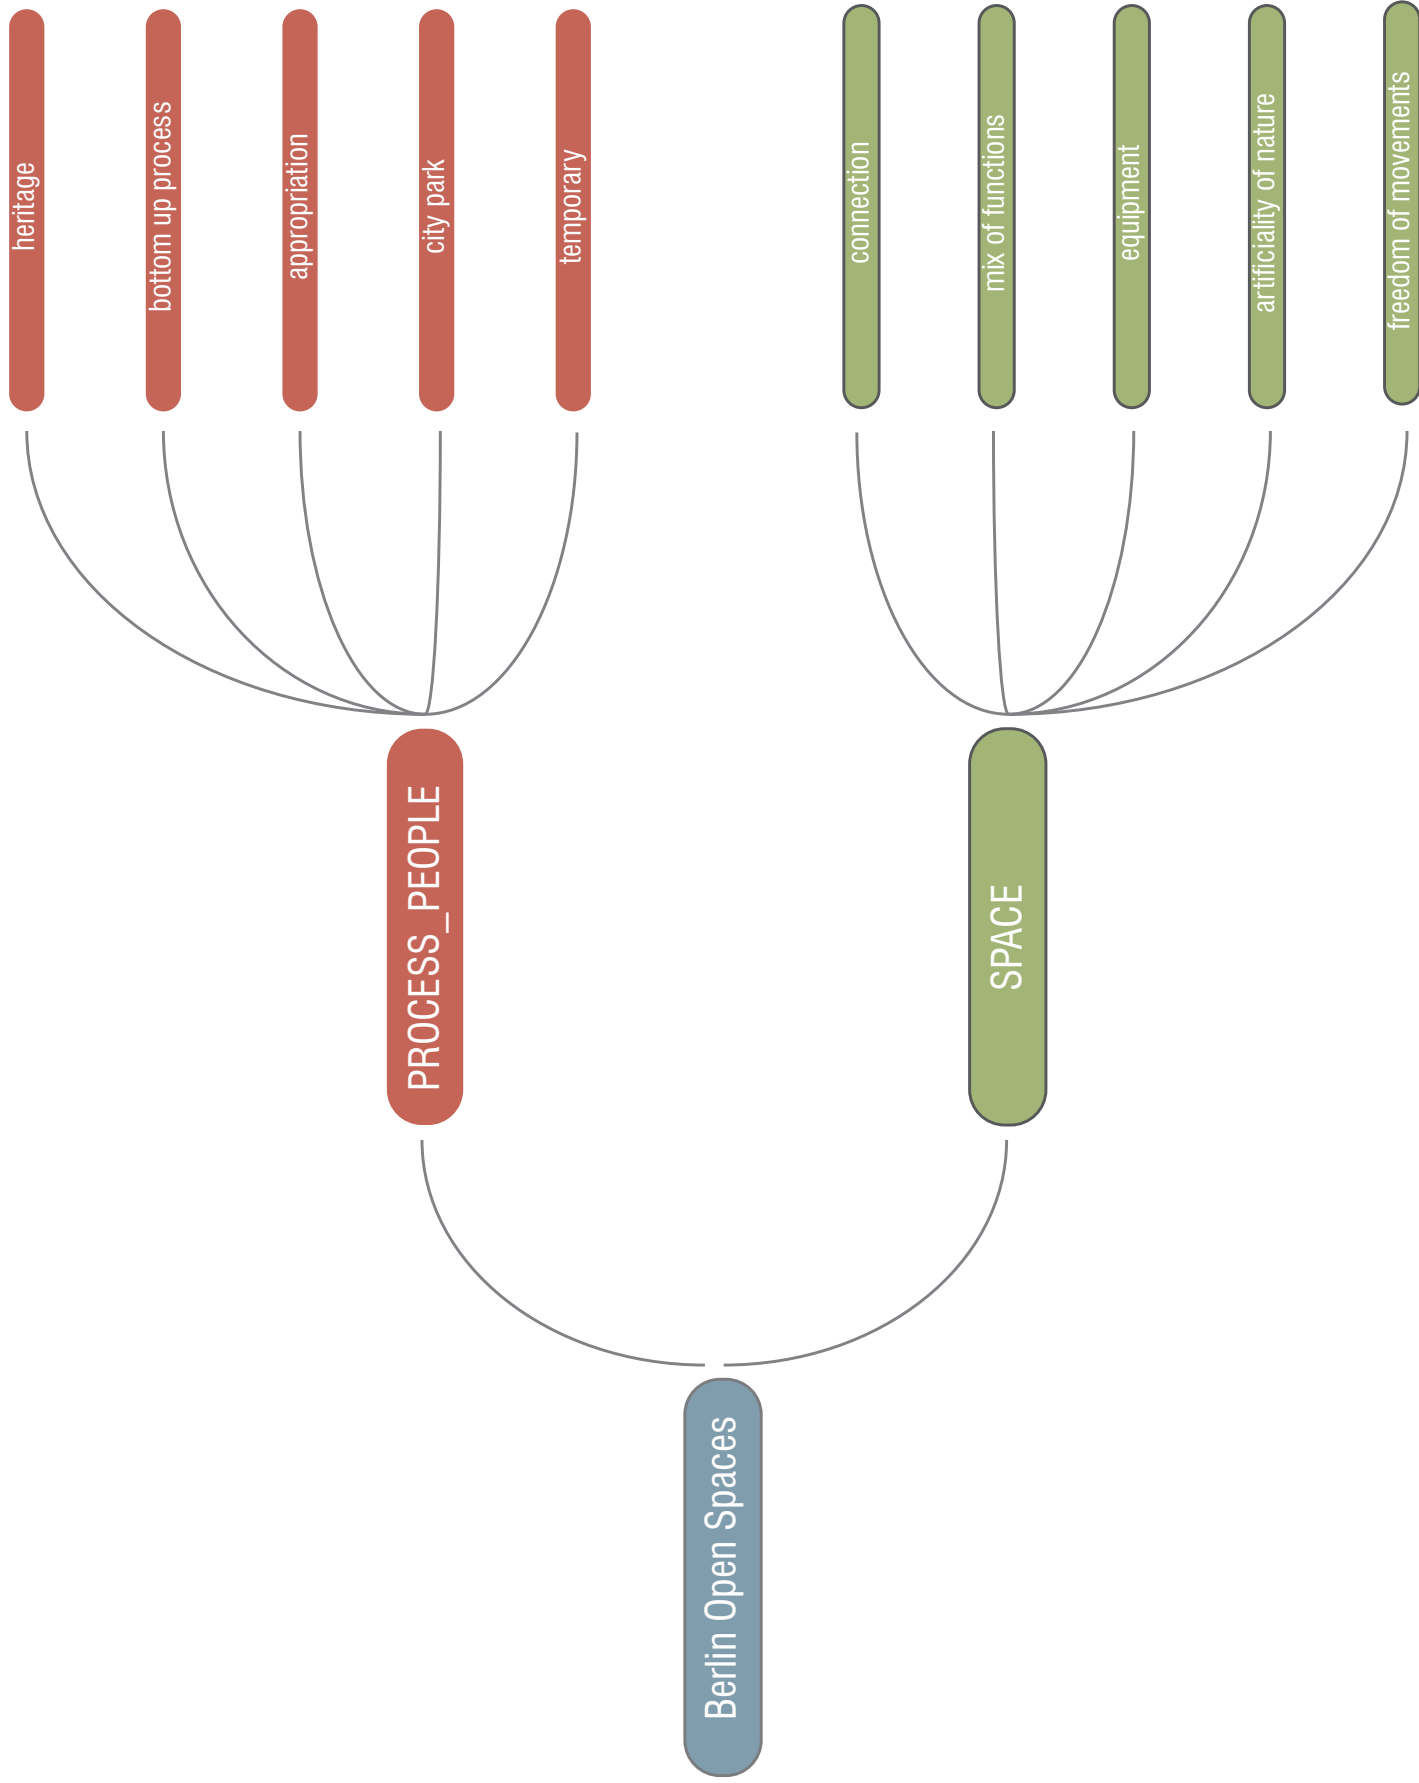 heritage
bottom up process
appropriation
city park
temporary
connection
mix of functions
equipment
artificiality of nature
freedom of movements
PROCESS_PEOPLE
SPACE
Berlin Open Spaces